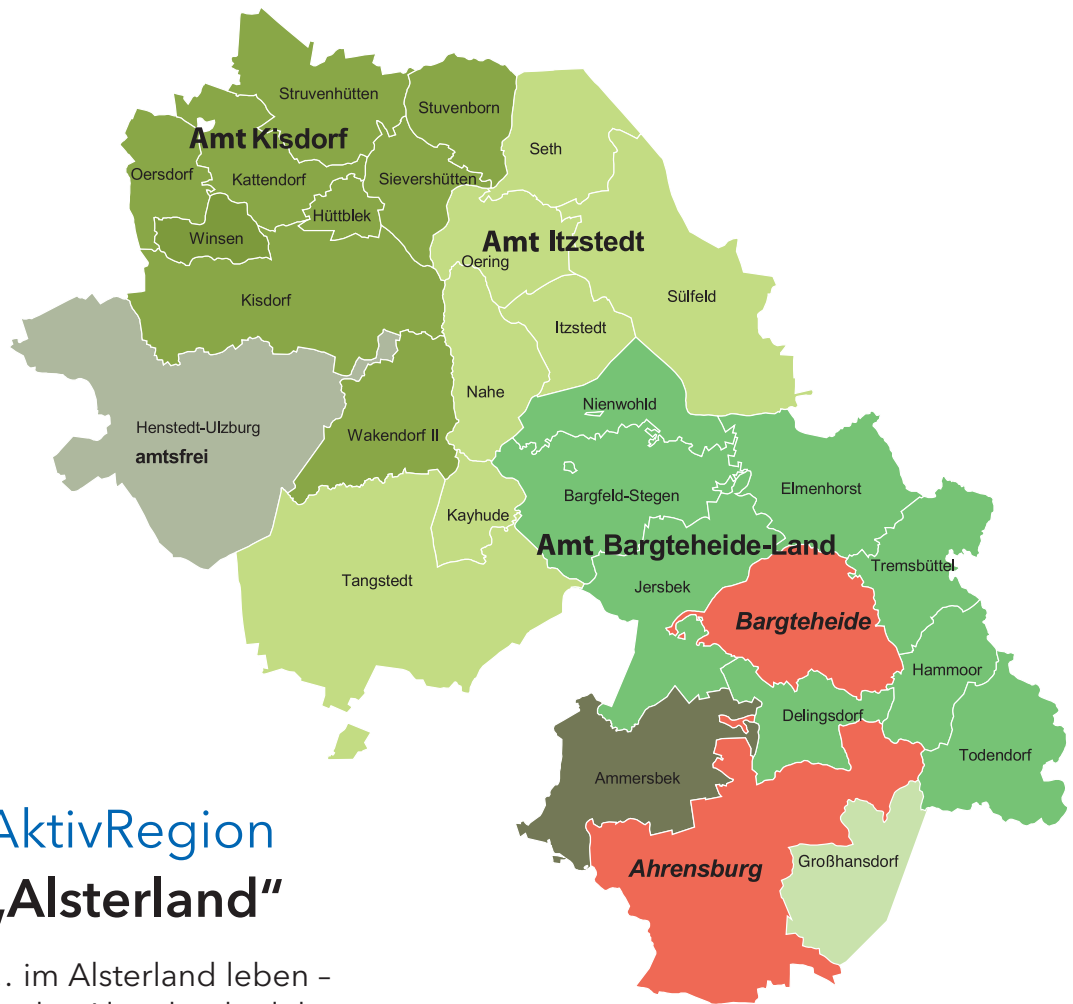 Struvenhütten
Stuvenborn
Amt Kisdorf
Seth
Oersdorf
Kattendorf
Sievershütten
Hüttblek
Winsen
Amt Itzstedt
Oering
Kisdorf
Sülfeld
Itzstedt
Nahe
Nienwohld
Henstedt-Ulzburg
amtsfrei
Wakendorf II
Bargfeld-Stegen
Elmenhorst
Kayhude
Amt Bargteheide-Land
Tangstedt
Jersbek
Tremsbüttel
Bargteheide
Hammoor
Delingsdorf
Todendorf
Ammersbek
Großhansdorf
Ahrensburg
AktivRegion
„Alsterland“
. im Alsterland leben –